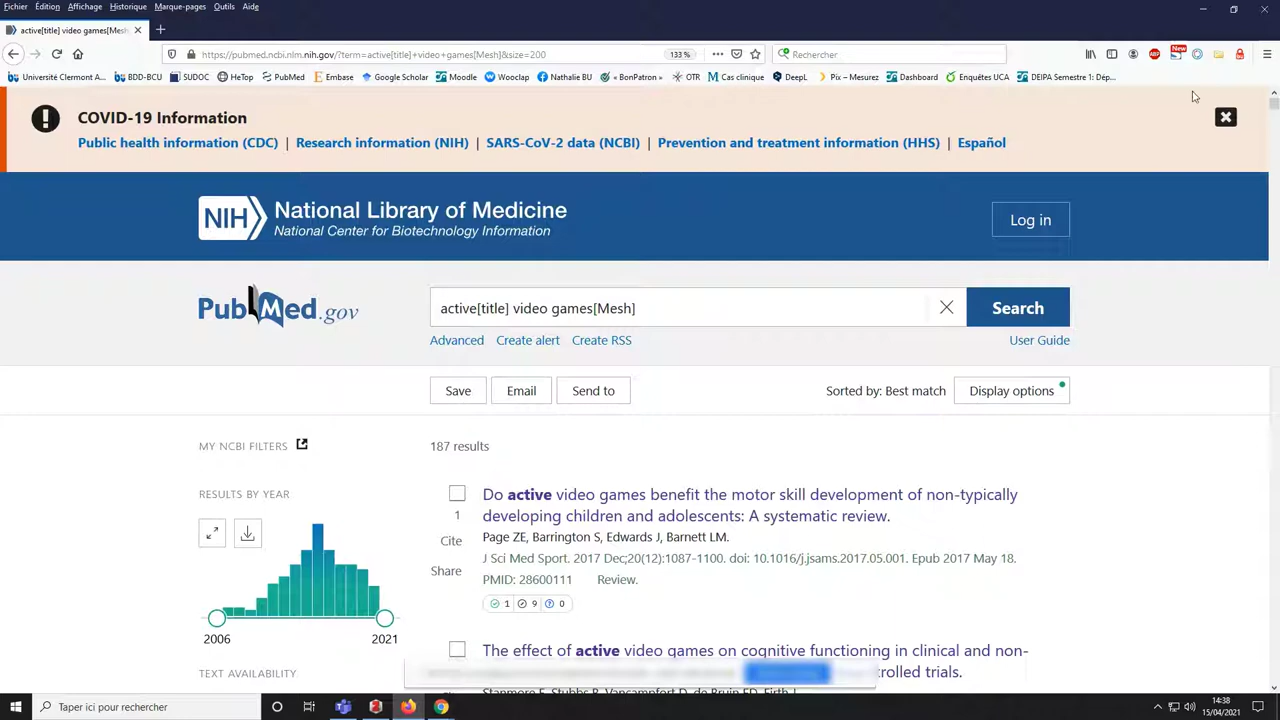 Fichier Édition Affichage Historique Marque-pages Outils Aide
active[title] video games[Mesh]
https://pubmed.ncbi.nlm.nih.gov/?term=active[title]+video+games[Mesh]&size=200 133 % Rechercher
New
Université Clermont A... BDD-BCU SUDOC HeTop PubMed Embase Google Scholar Moodle Wooclap Nathalie BU « BonPatron » OTR Cas clinique DeepL Pix – Mesurez Dashboard Enquêtes UCA DEIPA Semestre 1: Dép...
COVID-19 Information
Public health information (CDC) | Research information (NIH) | SARS-CoV-2 data (NCBI) | Prevention and treatment information (HHS) | Español
NIH National Library of Medicine
National Center for Biotechnology Information
Log in
PubMed.gov
active[title] video games[Mesh]
Search
Advanced Create alert Create RSS User Guide
Save Email Send to Sorted by: Best match Display options
MY NCBI FILTERS
187 results
RESULTS BY YEAR
2006 2021
TEXT AVAILABILITY
Do active video games benefit the motor skill development of non-typically
developing children and adolescents: A systematic review.
1
Cite
Share
Page ZE, Barrington S, Edwards J, Barnett LM.
J Sci Med Sport. 2017 Dec;20(12):1087-1100. doi: 10.1016/j.jsams.2017.05.001. Epub 2017 May 18.
PMID: 28600111 Review.
1 9 0
The effect of active video games on cognitive functioning in clinical and non-
trolled trials.
Stanmore E, Stubbs B, Vancampfort D, de Bruin ED, Firth J.
Taper ici pour rechercher
14:38
15/04/2021